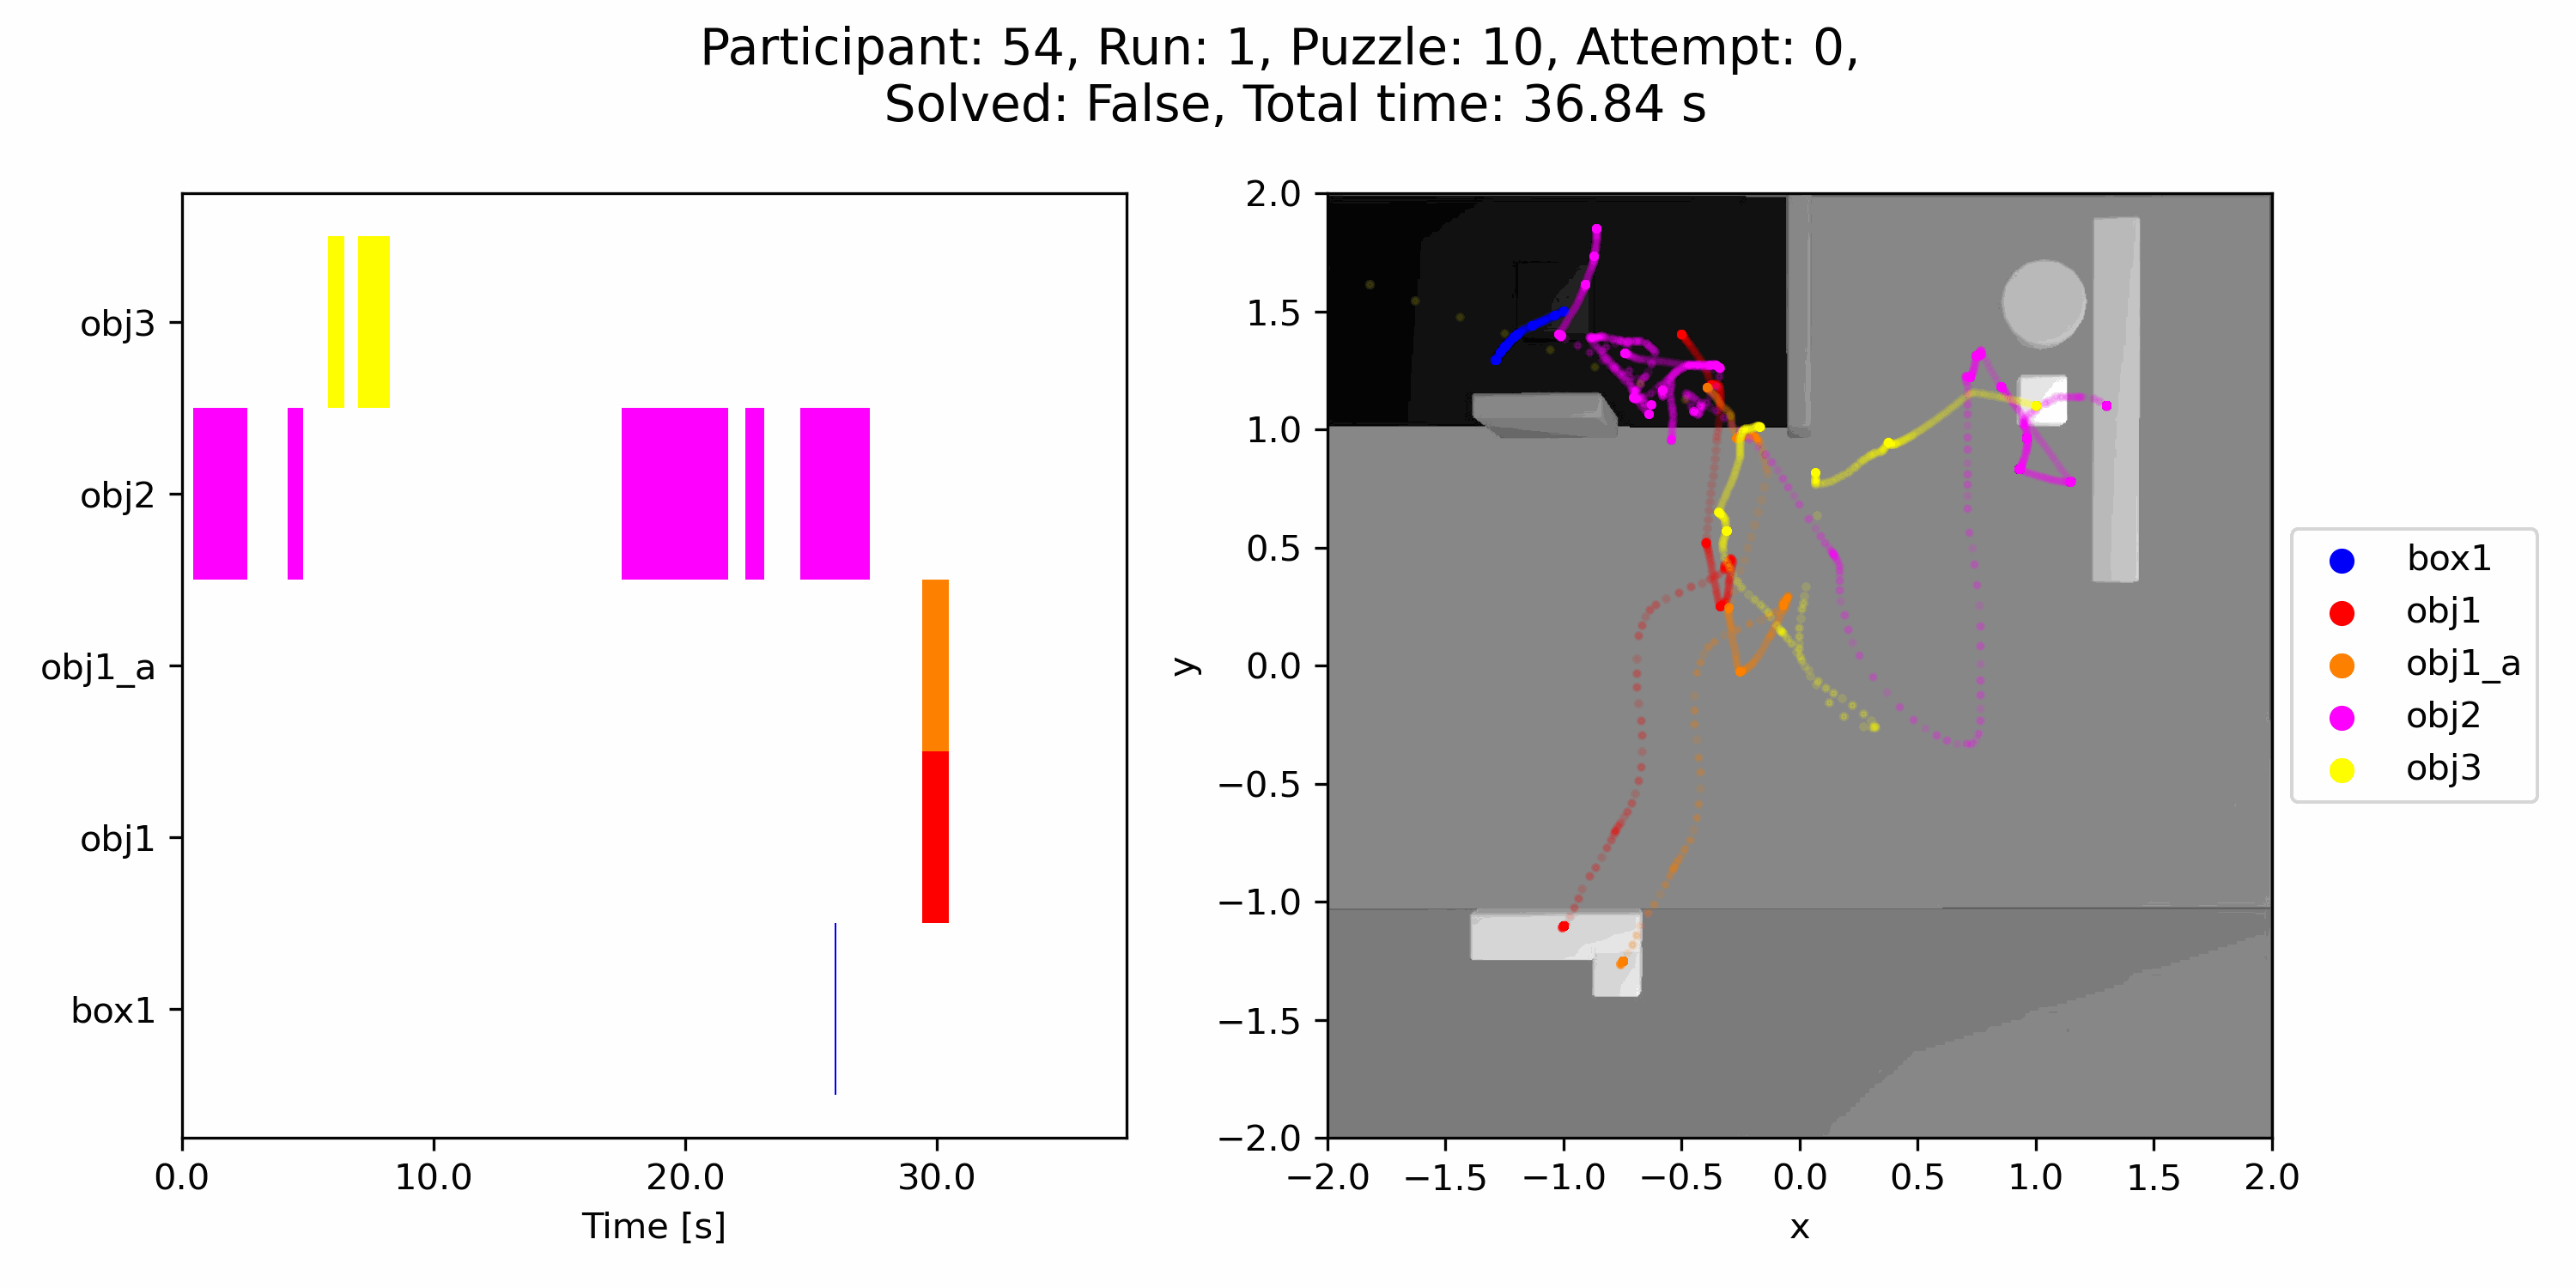 Participant: 54, Run: 1, Puzzle: 10, Attempt: 0,
Solved: False, Total time: 36.84 s
obj3
obj2
obj1_a
obj1
box1
0.0 10.0 20.0 30.0
Time [s]
2.0
1.5
1.0
0.5
0.0
−0.5
−1.0
−1.5
−2.0
y
−2.0 −1.5 −1.0 −0.5 0.0 0.5 1.0 1.5 2.0
x
box1
obj1
obj1_a
obj2
obj3